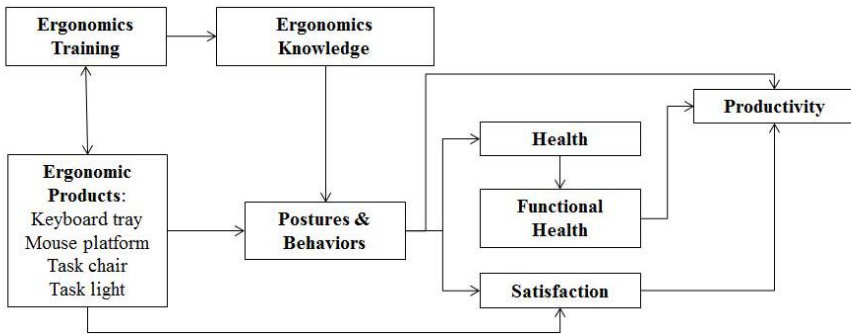 Ergonomics
Training
Ergonomics
Knowledge
Productivity
Health
Ergonomic
Products:
Keyboard tray
Mouse platform
Task chair
Task light
Postures &
Behaviors
Functional
Health
Satisfaction